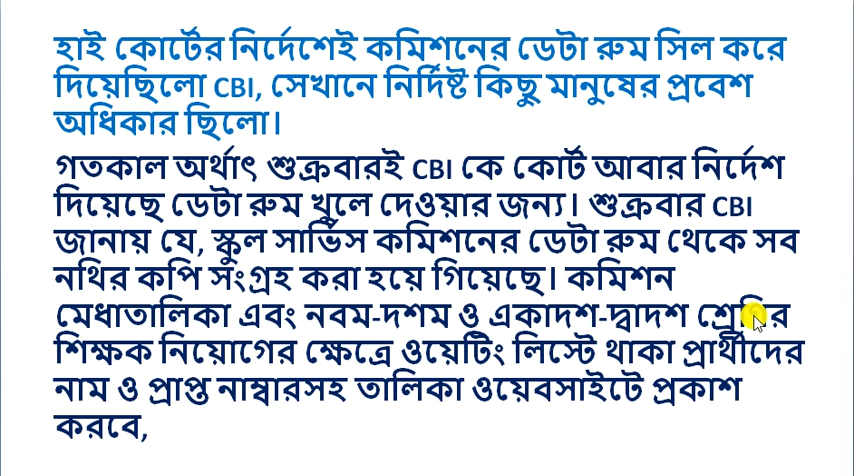 হাই কোর্টের নির্দেশেই কমিশনের ডেটা রুম সিল করে
দিয়েছিলো CBI, সেখানে নির্দিষ্ট কিছু মানুষের প্রবেশ
অধিকার ছিলো।
গতকাল অর্থাৎ শুক্রবারই CBI কে কোর্ট আবার নির্দেশ
দিয়েছে ডেটা রুম খুলে দেওয়ার জন্য। শুক্রবার CBI
জানায় যে, স্কুল সার্ভিস কমিশনের ডেটা রুম থেকে সব
নথির কপি সংগ্রহ করা হয়ে গিয়েছে। কমিশন
মেধাতালিকা এবং নবম-দশম ও একাদশ-দ্বাদশ শ্রেণির
শিক্ষক নিয়োগের ক্ষেত্রে ওয়েটিং লিস্টে থাকা প্রার্থীদের
নাম ও প্রাপ্ত নাম্বারসহ তালিকা ওয়েবসাইটে প্রকাশ
করবে,